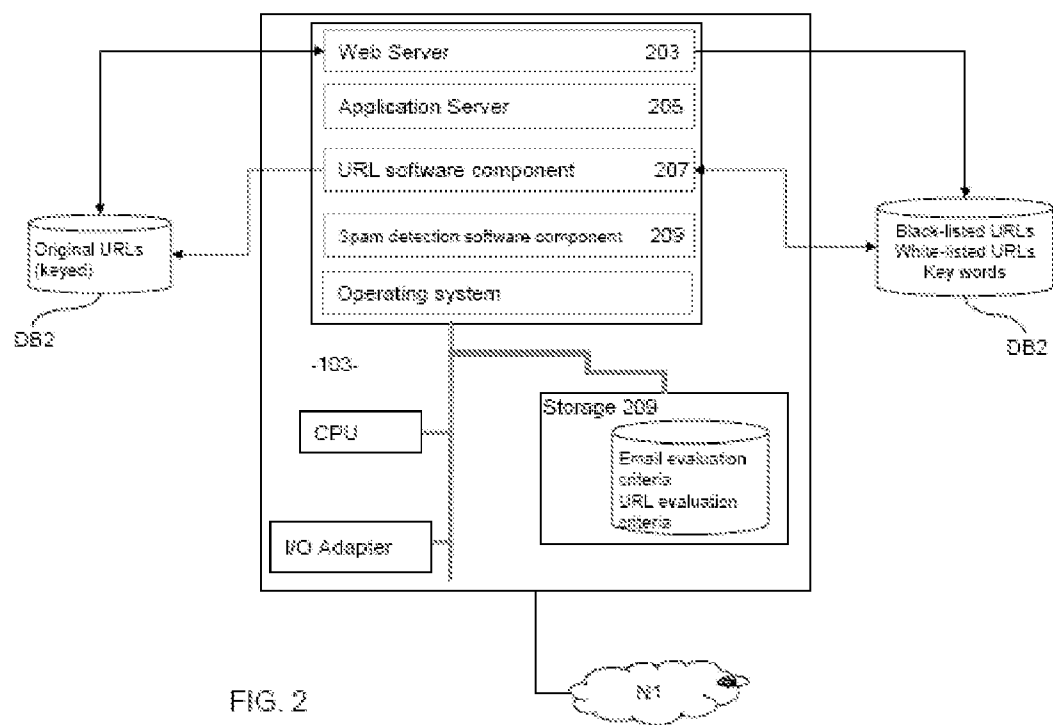 Web Server 203
Application Server 205
URL software component 207
Spam detection software component 209
Operating system
Original URLs
(keyed)
DB2
Black-listed URLs
White-listed URLs
Key words
DB2
-103-
CPU
I/O Adapter
Storage 209
Email evaluation
criteria
URL evaluation
criteria
N1
FIG. 2